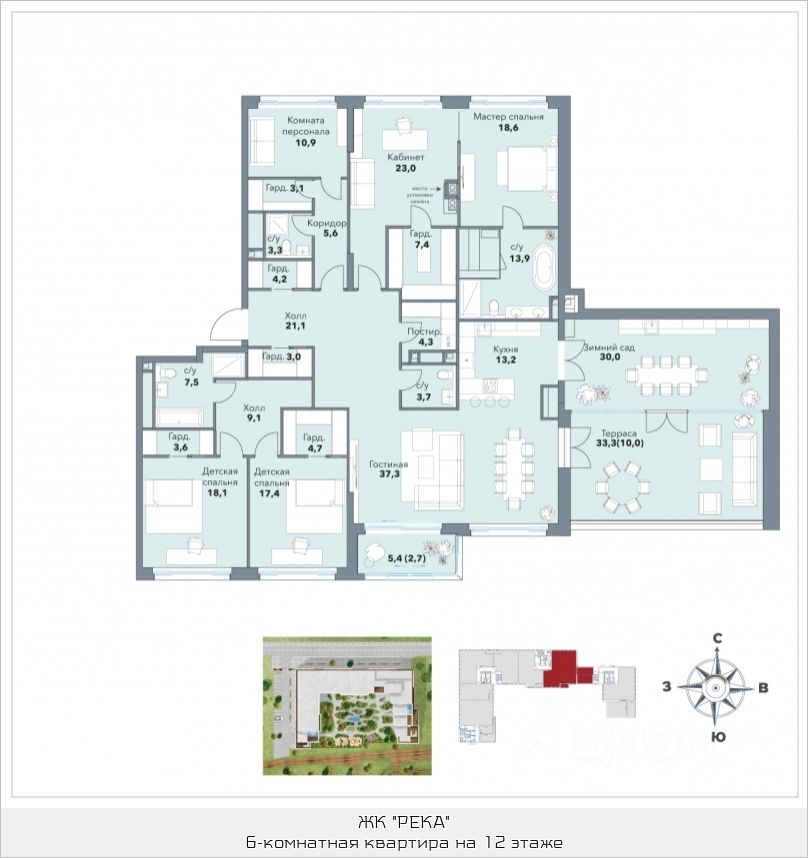 Комната
персонала
10,9
Кабинет
23,0
Мастер спальня
18,6
Гард. 3,1
место
установки
камина
Коридор
5,6
с/у
3,3
Гард.
7,4
с/у
13,9
Гард.
4,2
Холл
21,1
Постир.
4,3
Кухня
13,2
Зимний сад
30,0
Гард. 3,0
с/у
7,5
с/у
3,7
Холл
9,1
Гард.
3,6
Гард.
4,7
Терраса
33,3(10,0)
Гостиная
37,3
Детская
спальня
18,1
Детская
спальня
17,4
5,4 (2,7)
С
З
В
Ю
циан
ЖК "РЕКА"
6-комнатная квартира на 12 этаже